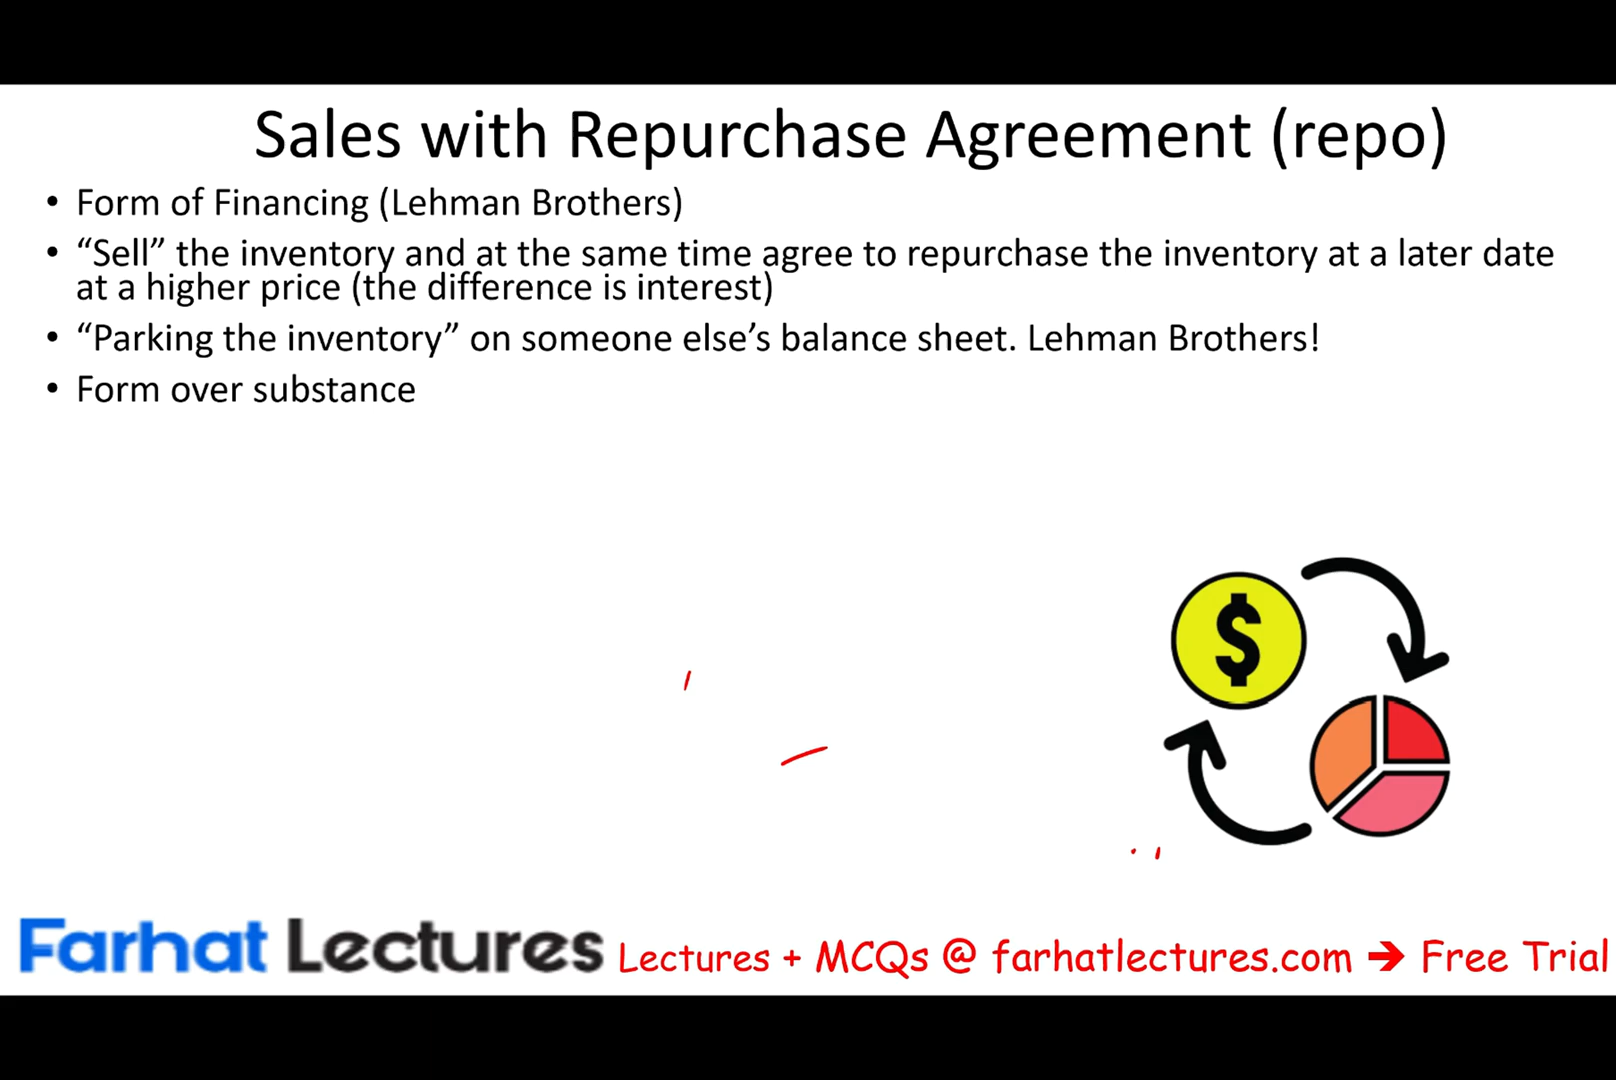 Sales with Repurchase Agreement (repo)
• Form of Financing (Lehman Brothers)
• “Sell” the inventory and at the same time agree to repurchase the inventory at a later date
at a higher price (the difference is interest)
• “Parking the inventory” on someone else’s balance sheet. Lehman Brothers!
• Form over substance
$
Farhat Lectures Lectures + MCQs @ farhatlectures.com ➔ Free Trial